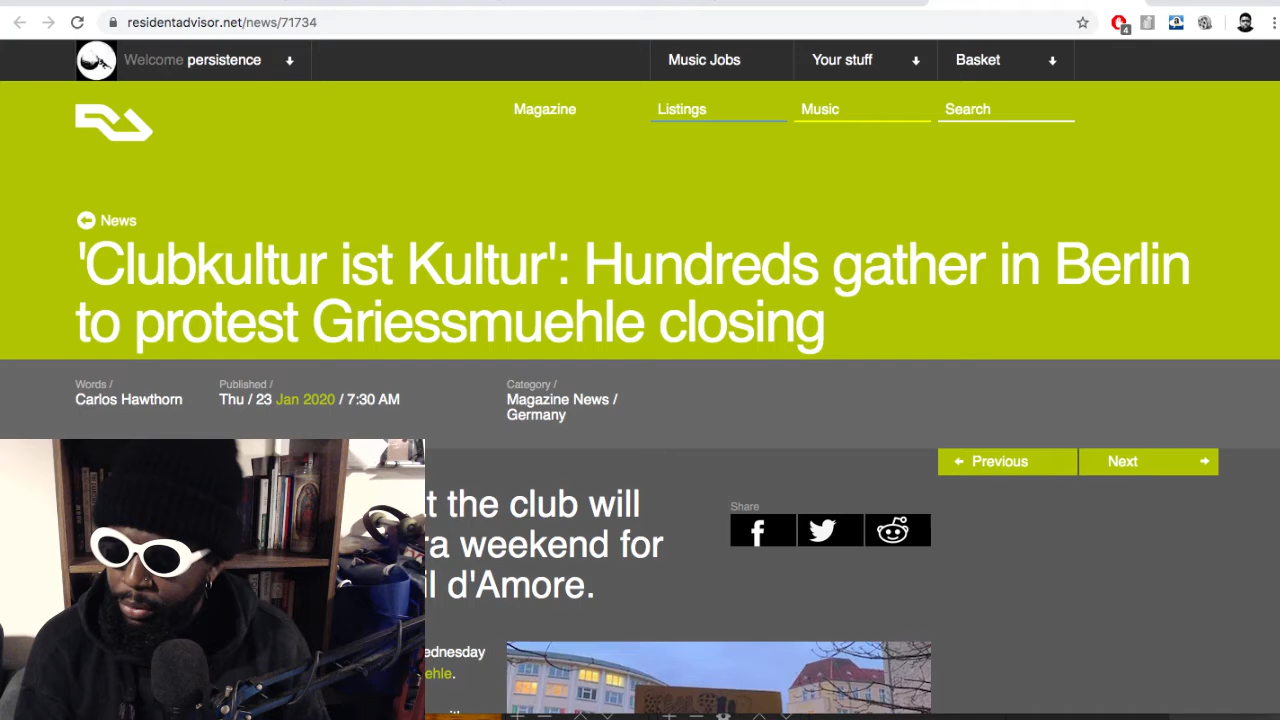 residentadvisor.net/news/71734
4
Welcome persistence
Music Jobs
Your stuff
Basket
Magazine
Listings
Music
Search
News
'Clubkultur ist Kultur': Hundreds gather in Berlin
to protest Griessmuehle closing
Words /
Carlos Hawthorn
Published /
Thu / 23 Jan 2020 / 7:30 AM
Category /
Magazine News /
Germany
Previous
Next
t the club will
ra weekend for
il d'Amore.
Share
ednesday
ehle.